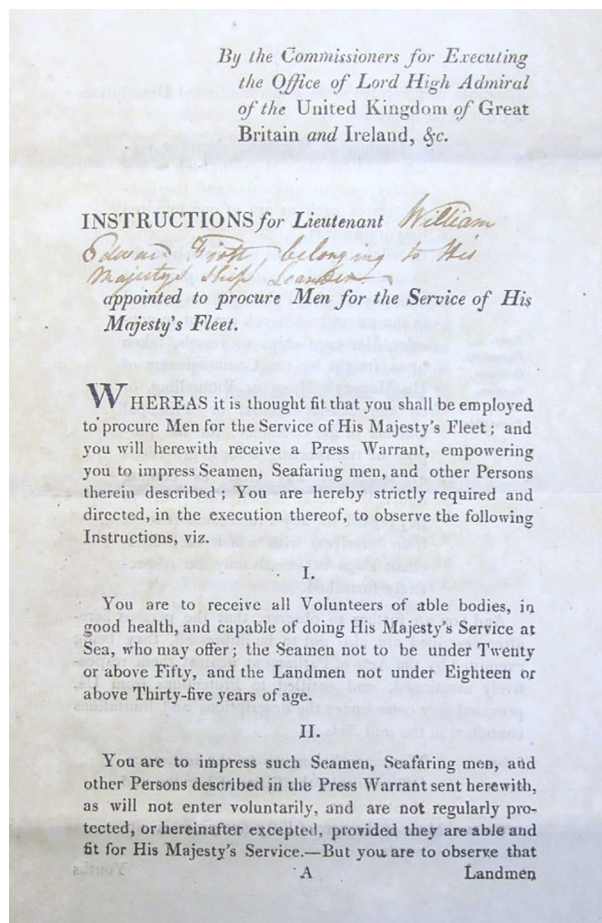 By the Commissioners for Executing
the Office of Lord High Admiral
of the United Kingdom of Great
Britain and Ireland, &c.
INSTRUCTIONS for Lieutenant William
Edward belonging to His
Majestys Ship Leander
appointed to procure Men for the Service of His
Majesty's Fleet.
WHEREAS it is thought fit that you shall be employed
to procure Men for the Service of His Majesty's Fleet; and
you will herewith receive a Press Warrant, empowering
you to impress Seamen, Seafaring men, and other Persons
therein described; You are hereby strictly required and
directed, in the execution thereof, to observe the following
Instructions, viz.
I.
You are to receive all Volunteers of able bodies, in
good health, and capable of doing His Majesty's Service at
Sea, who may offer; the Seamen not to be under Twenty
or above Fifty, and the Landmen not under Eighteen or
above Thirty-five years of age.
II.
You are to impress such Seamen, Seafaring men, and
other Persons described in the Press Warrant sent herewith,
as will not enter voluntarily, and are not regularly pro-
tected, or hereinafter excepted, provided they are able and
fit for His Majesty's Service.—But you are to observe that
A Landmen